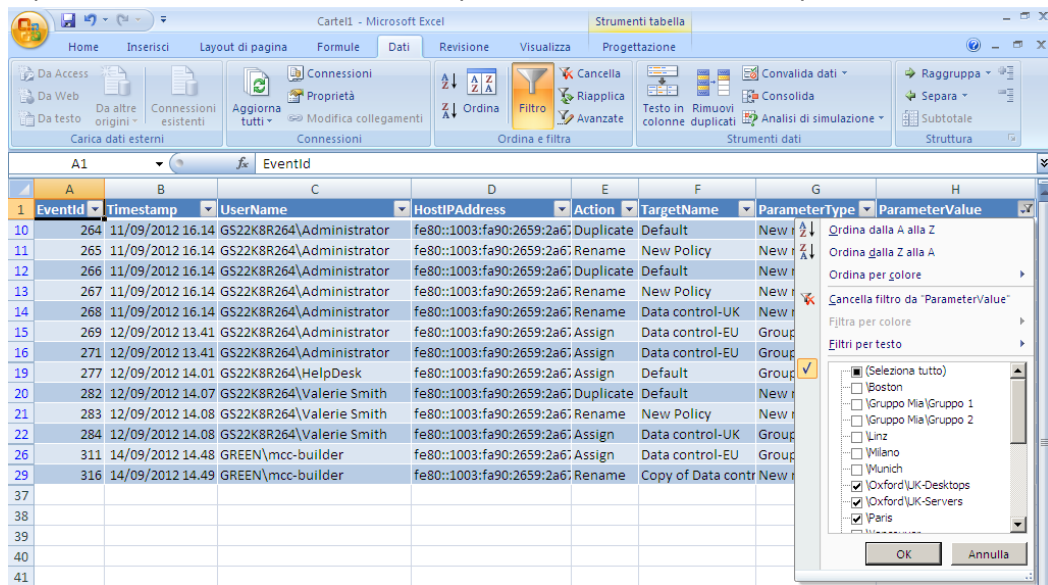 Cartel1 - Microsoft Excel
Strumenti tabella
Home Inserisci Layout di pagina Formule Dati Revisione Visualizza Progettazione
Da Access
Da Web
Da testo
Da altre origini
Connessioni esistenti
Carica dati esterni
Aggiorna tutti
Connessioni
Proprietà
Modifica collegamenti
Connessioni
Ordina
Filtro
Cancella
Riapplica
Avanzate
Ordina e filtra
Testo in colonne
Rimuovi duplicati
Convalida dati
Consolida
Analisi di simulazione
Strumenti dati
Raggruppa
Separa
Subtotale
Struttura
A1 fx EventId
A B C D E F G H
1 EventId Timestamp UserName HostIPAddress Action TargetName ParameterType ParameterValue
10 264 11/09/2012 16.14 GS22K8R264\Administrator fe80::1003:fa90:2659:2a67 Duplicate Default New
11 265 11/09/2012 16.14 GS22K8R264\Administrator fe80::1003:fa90:2659:2a67 Rename New Policy New
12 266 11/09/2012 16.14 GS22K8R264\Administrator fe80::1003:fa90:2659:2a67 Duplicate Default New
13 267 11/09/2012 16.14 GS22K8R264\Administrator fe80::1003:fa90:2659:2a67 Rename New Policy New
14 268 11/09/2012 16.14 GS22K8R264\Administrator fe80::1003:fa90:2659:2a67 Rename Data control-UK New
15 269 12/09/2012 13.41 GS22K8R264\Administrator fe80::1003:fa90:2659:2a67 Assign Data control-EU Group
16 271 12/09/2012 13.41 GS22K8R264\Administrator fe80::1003:fa90:2659:2a67 Assign Data control-EU Group
19 277 12/09/2012 14.01 GS22K8R264\HelpDesk fe80::1003:fa90:2659:2a67 Assign Default Group
20 282 12/09/2012 14.07 GS22K8R264\Valerie Smith fe80::1003:fa90:2659:2a67 Duplicate Default New
21 283 12/09/2012 14.08 GS22K8R264\Valerie Smith fe80::1003:fa90:2659:2a67 Rename New Policy New
22 284 12/09/2012 14.08 GS22K8R264\Valerie Smith fe80::1003:fa90:2659:2a67 Assign Data control-UK Group
26 311 14/09/2012 14.48 GREEN\mcc-builder fe80::1003:fa90:2659:2a67 Assign Data control-EU Group
29 316 14/09/2012 14.49 GREEN\mcc-builder fe80::1003:fa90:2659:2a67 Rename Copy of Data contr New
37
38
39
40
41
Ordina dalla A alla Z
Ordina dalla Z alla A
Ordina per colore
Cancella filtro da "ParameterValue"
Filtra per colore
Filtri per testo
(Seleziona tutto)
\Boston
\Gruppo Mia\Gruppo 1
\Gruppo Mia\Gruppo 2
\Linz
\Milano
\Munich
\Oxford\UK-Desktops
\Oxford\UK-Servers
\Paris
OK Annulla